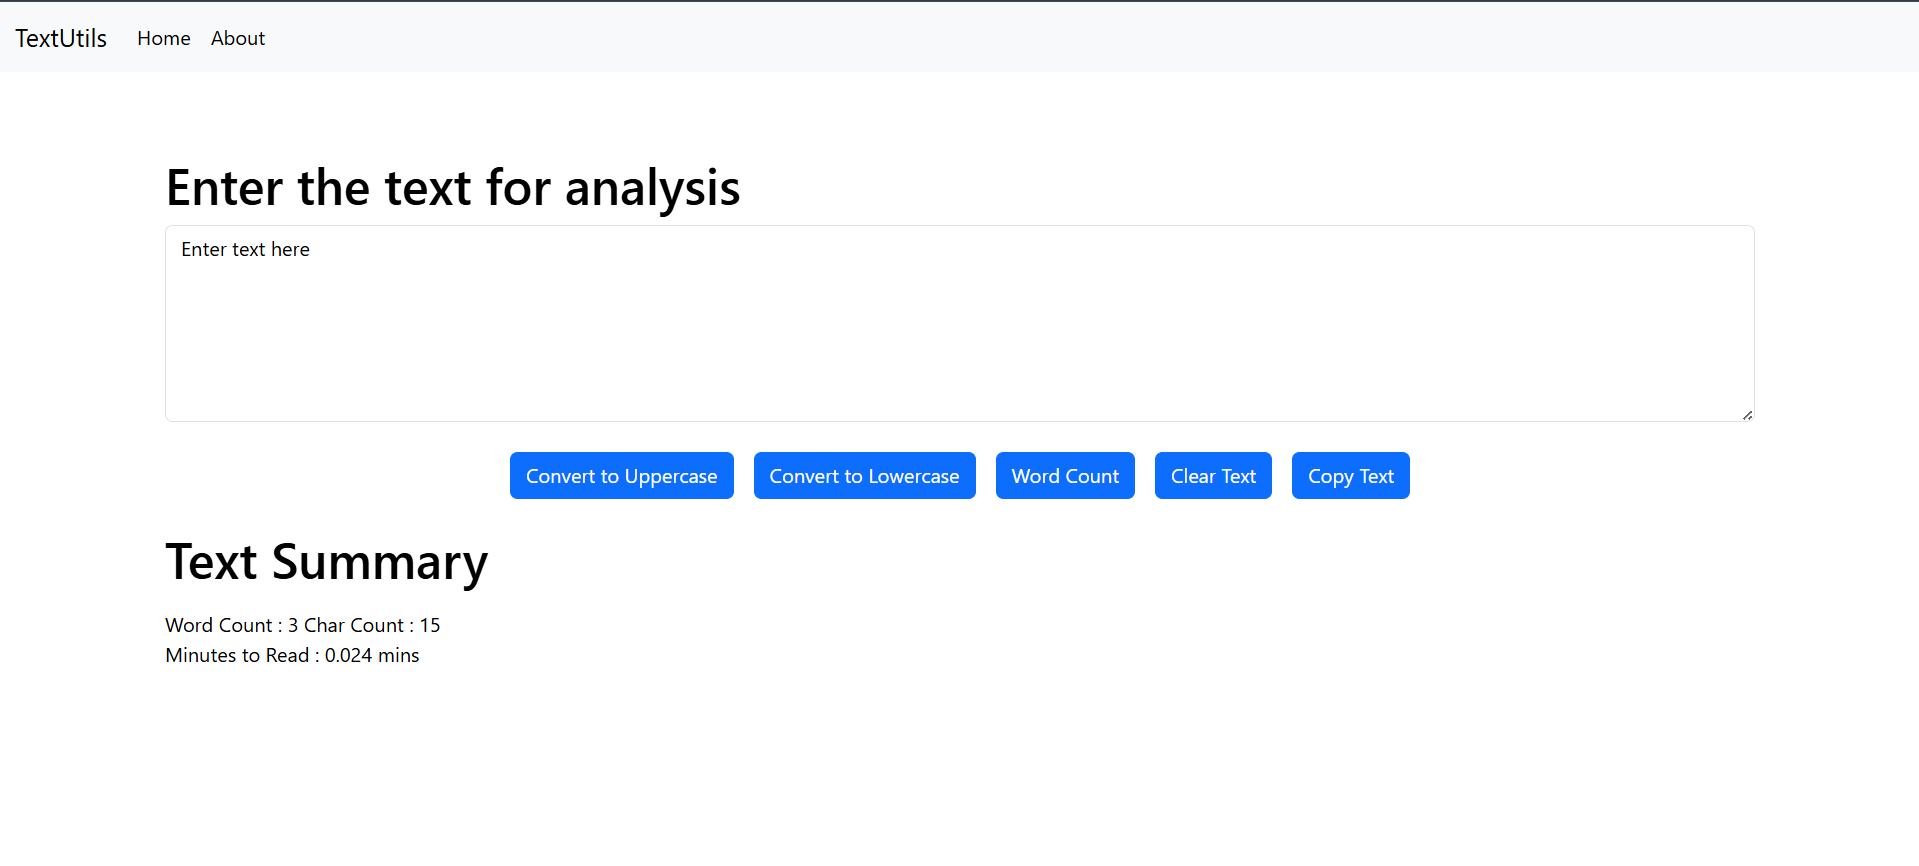 TextUtils Home About
Enter the text for analysis
Enter text here
Convert to Uppercase Convert to Lowercase Word Count Clear Text Copy Text
Text Summary
Word Count : 3 Char Count : 15
Minutes to Read : 0.024 mins